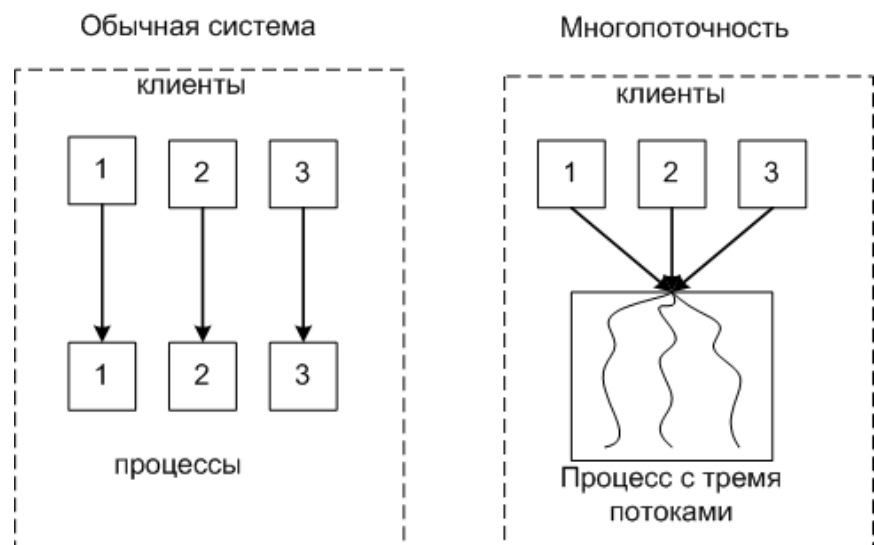 Обычная система
клиенты
1 2 3
1 2 3
процессы
Многопоточность
клиенты
1 2 3
Процесс с тремя
потоками